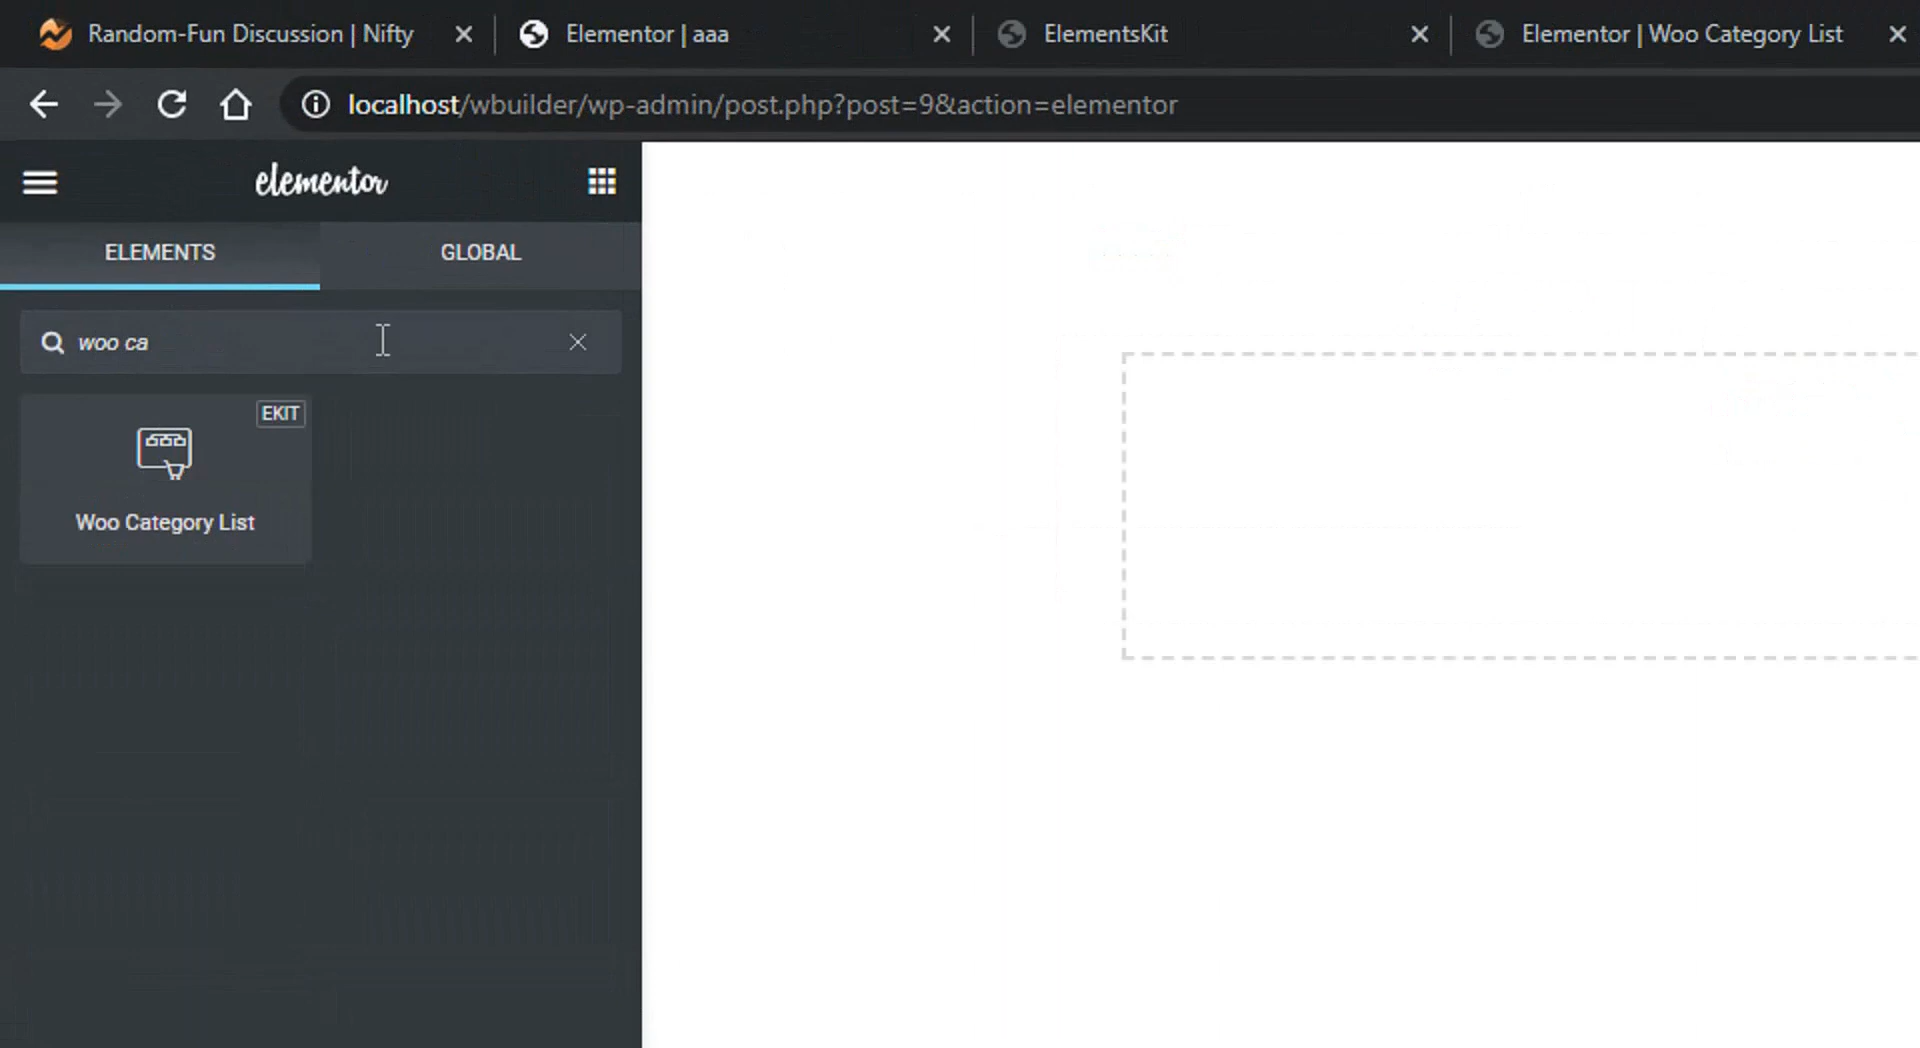 Random-Fun Discussion | Nifty
Elementor | aaa
ElementsKit
Elementor | Woo Category List
localhost/wbuilder/wp-admin/post.php?post=9&action=elementor
elementor
ELEMENTS
GLOBAL
woo ca
EKIT
Woo Category List